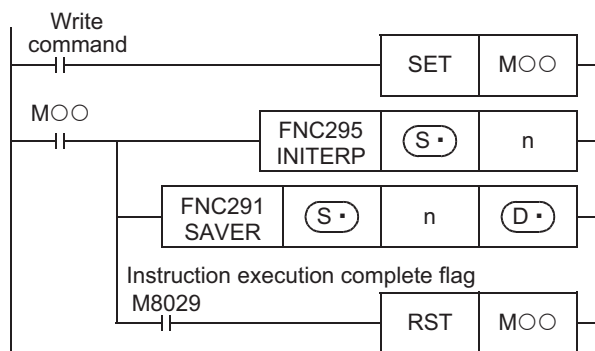 Write
command
SET M○○
M○○
FNC295
INITERP S・ n
FNC291
SAVER S・ n D・
Instruction execution complete flag
M8029
RST M○○